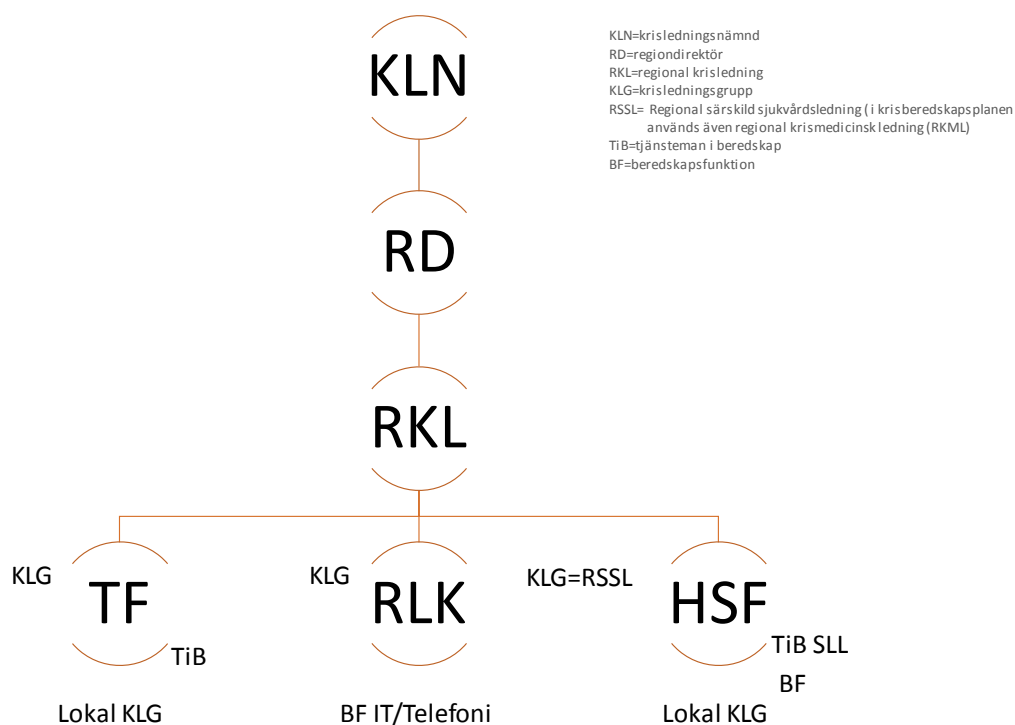 KLN
KLN=krisledningsnämnd
RD=regiondirektör
RKL=regional krisledning
KLG=krisledningsgrupp
RSSL= Regional särskild sjukvårdsledning ( i krisberedskapsplanen
används även regional krismedicinsk ledning (RKML)
TiB=tjänsteman i beredskap
BF=beredskapsfunktion
RD
RKL
KLG
TF
TiB
Lokal KLG
KLG
RLK
BF IT/Telefoni
KLG=RSSL
HSF
TiB SLL
BF
Lokal KLG